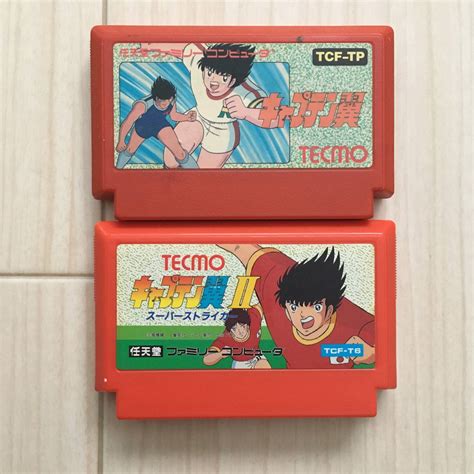 任天堂ファミリーコンピュータ
TCF-TP
キャプテン翼
TECMO
TECMO
キャプテン翼II
スーパーストライカー
任天堂 ファミリーコンピュータ
TCF-T6